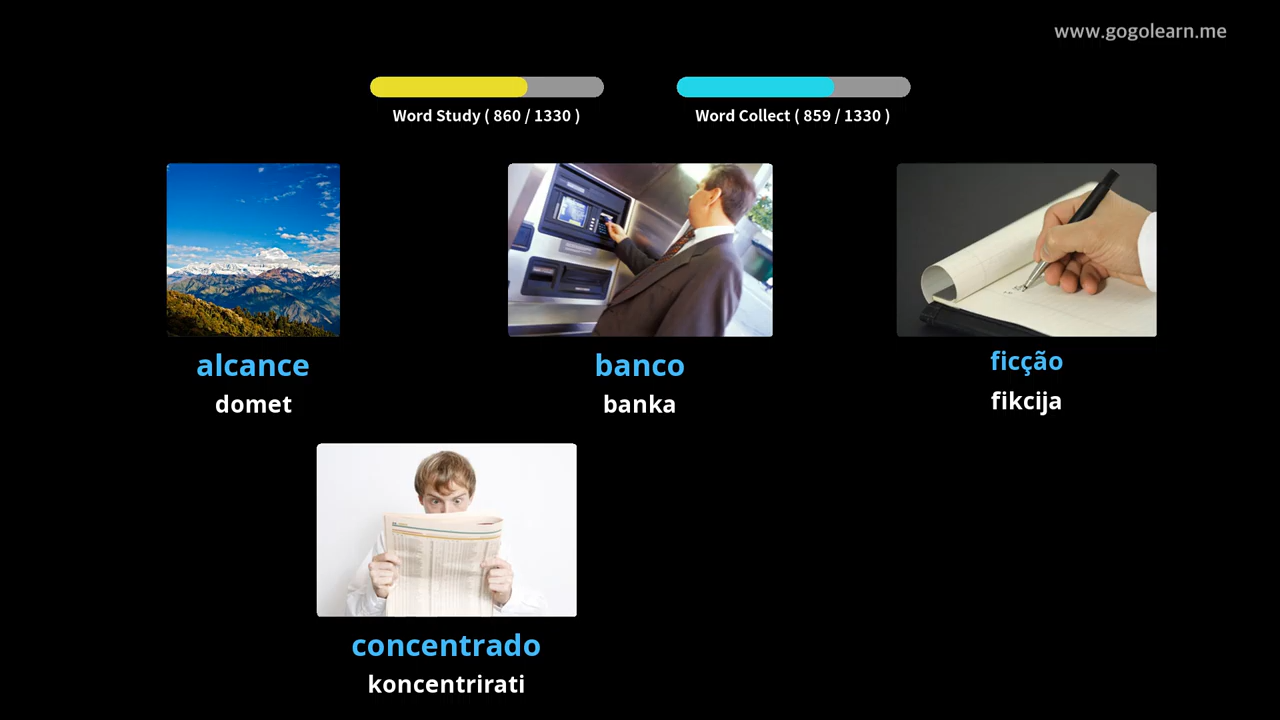 www.gogolearn.me
Word Study ( 860 / 1330 )
Word Collect ( 859 / 1330 )
alcance
domet
banco
banka
ficção
fikcija
concentrado
koncentrirati